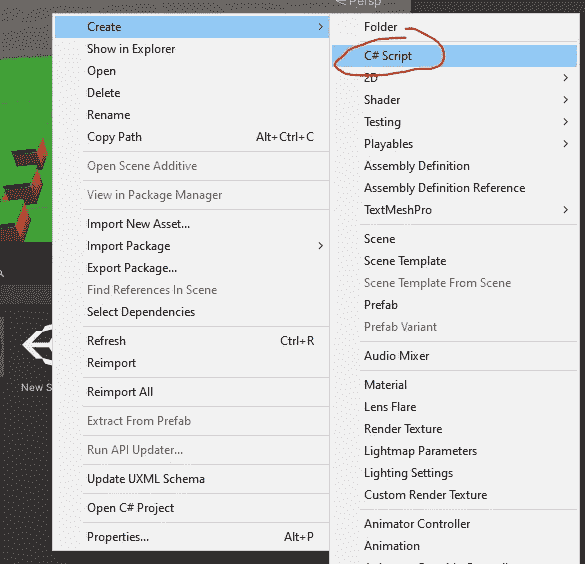 Persp
Create
Show in Explorer
Open
Delete
Rename
Copy Path Alt+Ctrl+C
Open Scene Additive
View in Package Manager
Import New Asset...
Import Package
Export Package...
Find References In Scene
Select Dependencies
Refresh Ctrl+R
Reimport
Reimport All
Extract From Prefab
Run API Updater...
Update UXML Schema
Open C# Project
Properties... Alt+P
New S
Folder
C# Script
2D
Shader
Testing
Playables
Assembly Definition
Assembly Definition Reference
TextMeshPro
Scene
Scene Template
Scene Template From Scene
Prefab
Prefab Variant
Audio Mixer
Material
Lens Flare
Render Texture
Lightmap Parameters
Lighting Settings
Custom Render Texture
Animator Controller
Animation